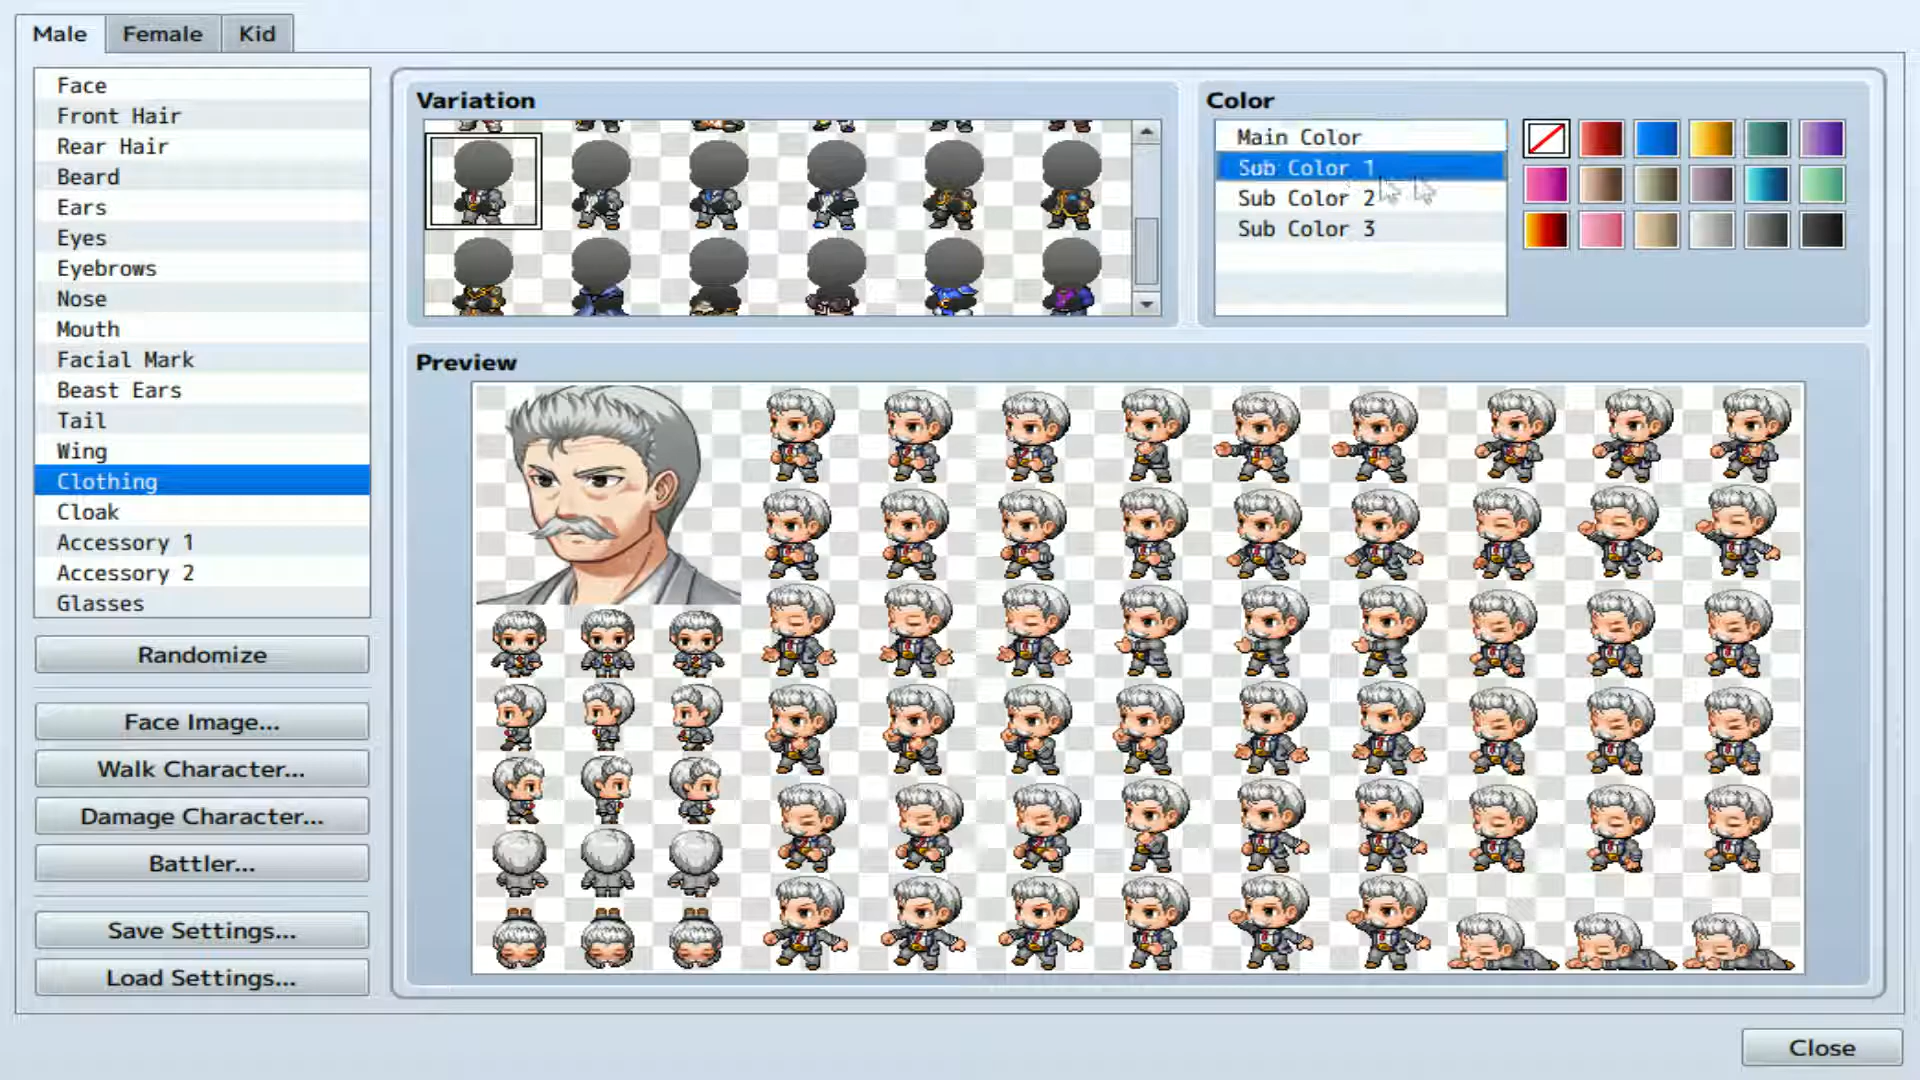 Male
Female
Kid
Face
Front Hair
Rear Hair
Beard
Ears
Eyes
Eyebrows
Nose
Mouth
Facial Mark
Beast Ears
Tail
Wing
Clothing
Cloak
Accessory 1
Accessory 2
Glasses
Randomize
Face Image...
Walk Character...
Damage Character...
Battler...
Save Settings...
Load Settings...
Variation
Color
Main Color
Sub Color 1
Sub Color 2
Sub Color 3
Preview
Close